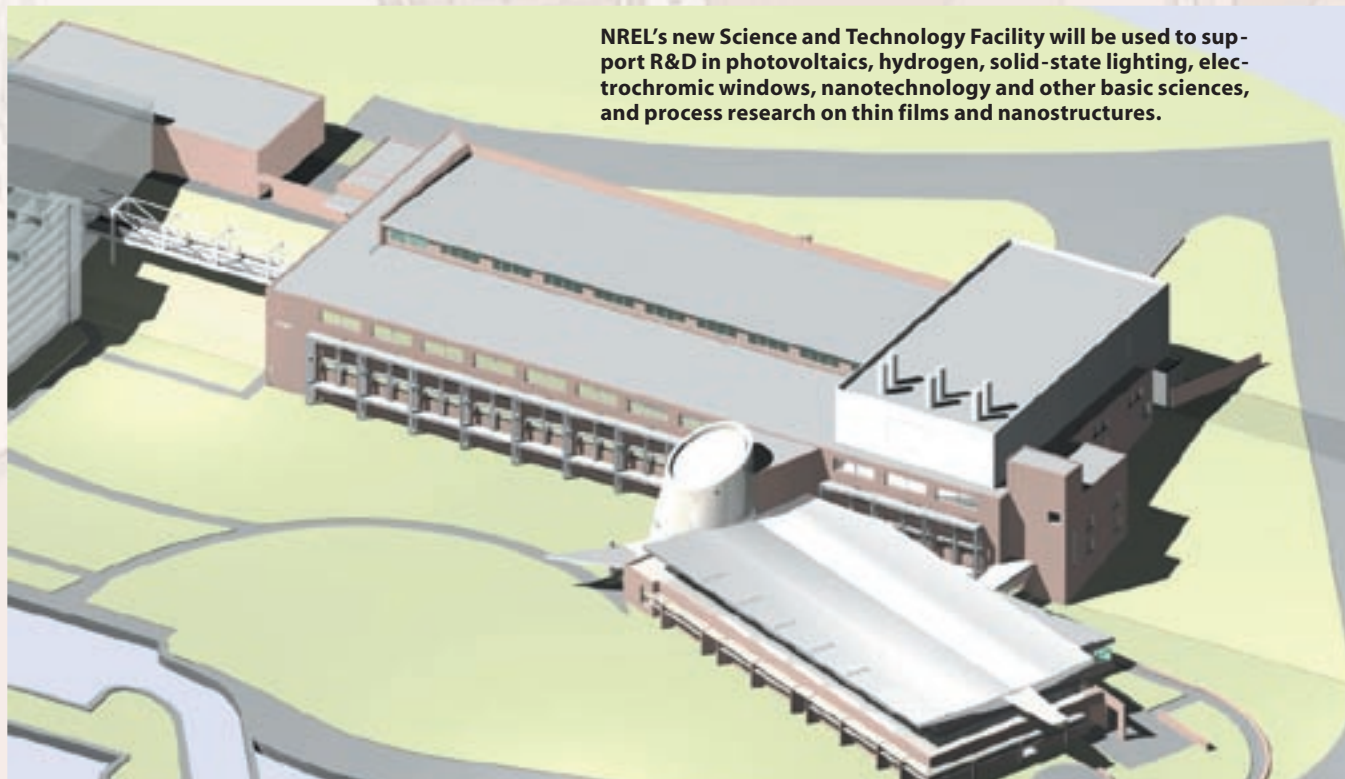 NREL's new Science and Technology Facility will be used to sup-
port R&D in photovoltaics, hydrogen, solid-state lighting, elec-
trochromic windows, nanotechnology and other basic sciences,
and process research on thin films and nanostructures.